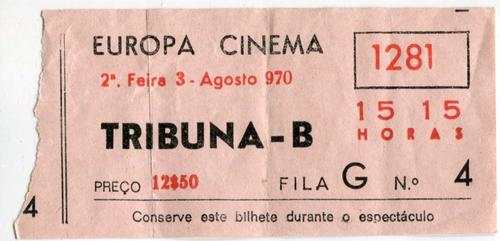 EUROPA CINEMA
1281
2ª. Feira 3 - Agosto 970
15 15
HORAS
TRIBUNA-B
PREÇO 12$50 FILA G N.º 4
4
Conserve este bilhete durante o espectáculo